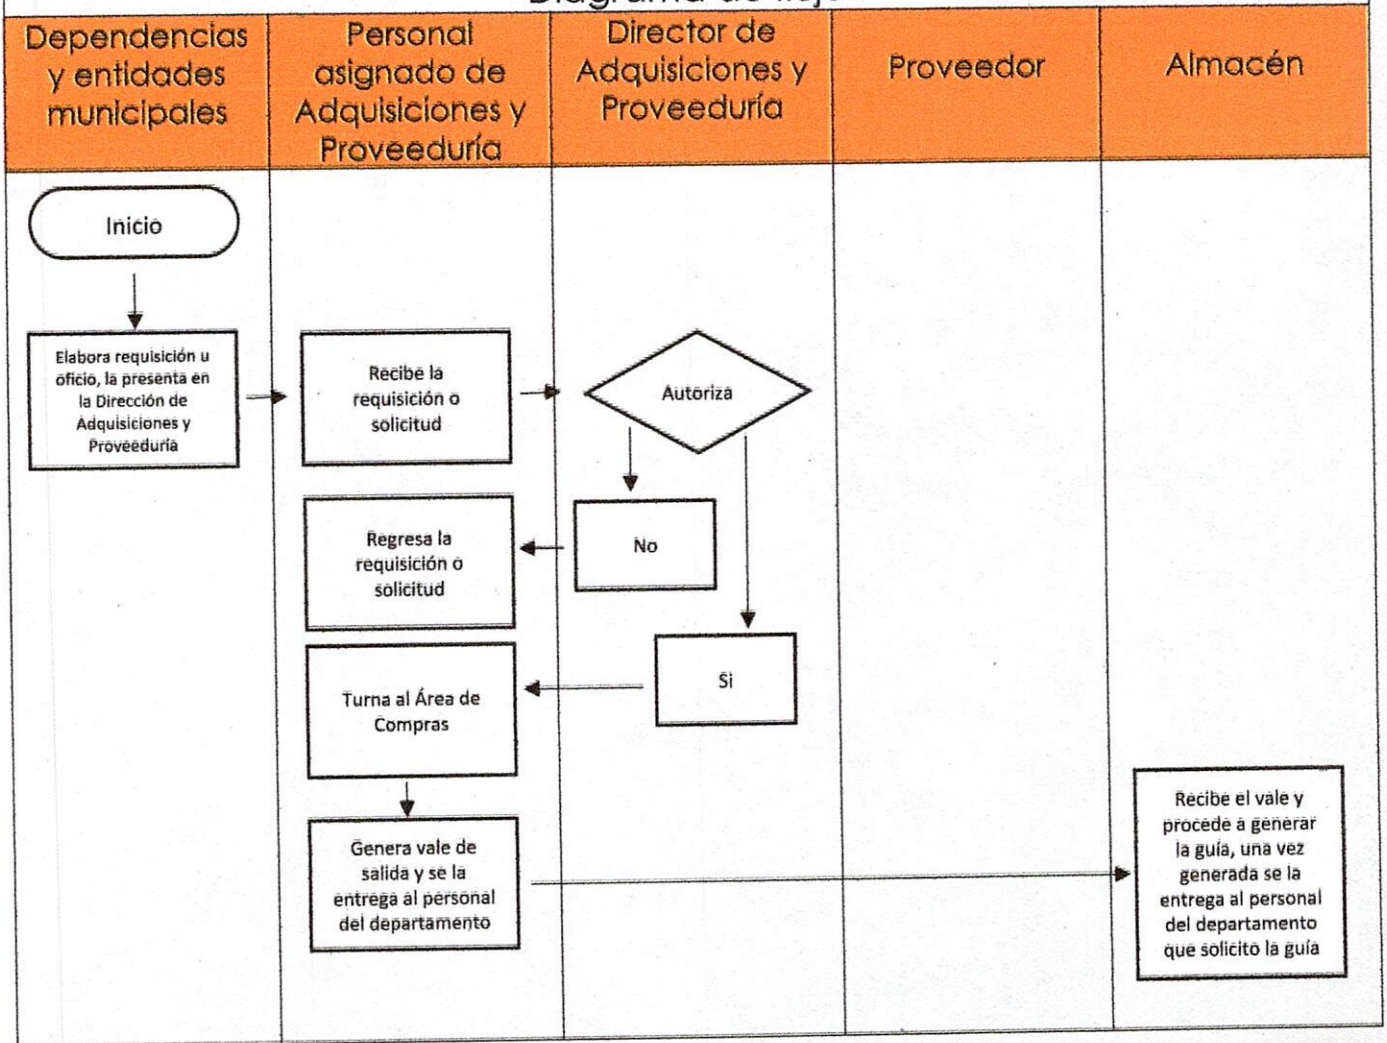 Diagrama de flujo
Dependencias
y entidades
municipales
Personal
asignado de
Adquisiciones y
Proveeduría
Director de
Adquisiciones y
Proveeduría
Proveedor
Almacén
Inicio
Elabora requisición u
oficio, la presenta en
la Dirección de
Adquisiciones y
Proveeduría
Recibe la
requisición o
solicitud
Autoriza
Regresa la
requisición o
solicitud
No
Turna al Área de
Compras
Si
Genera vale de
salida y se la
entrega al personal
del departamento
Recibe el vale y
procede a generar
la guía, una vez
generada se la
entrega al personal
del departamento
que solicito la guía